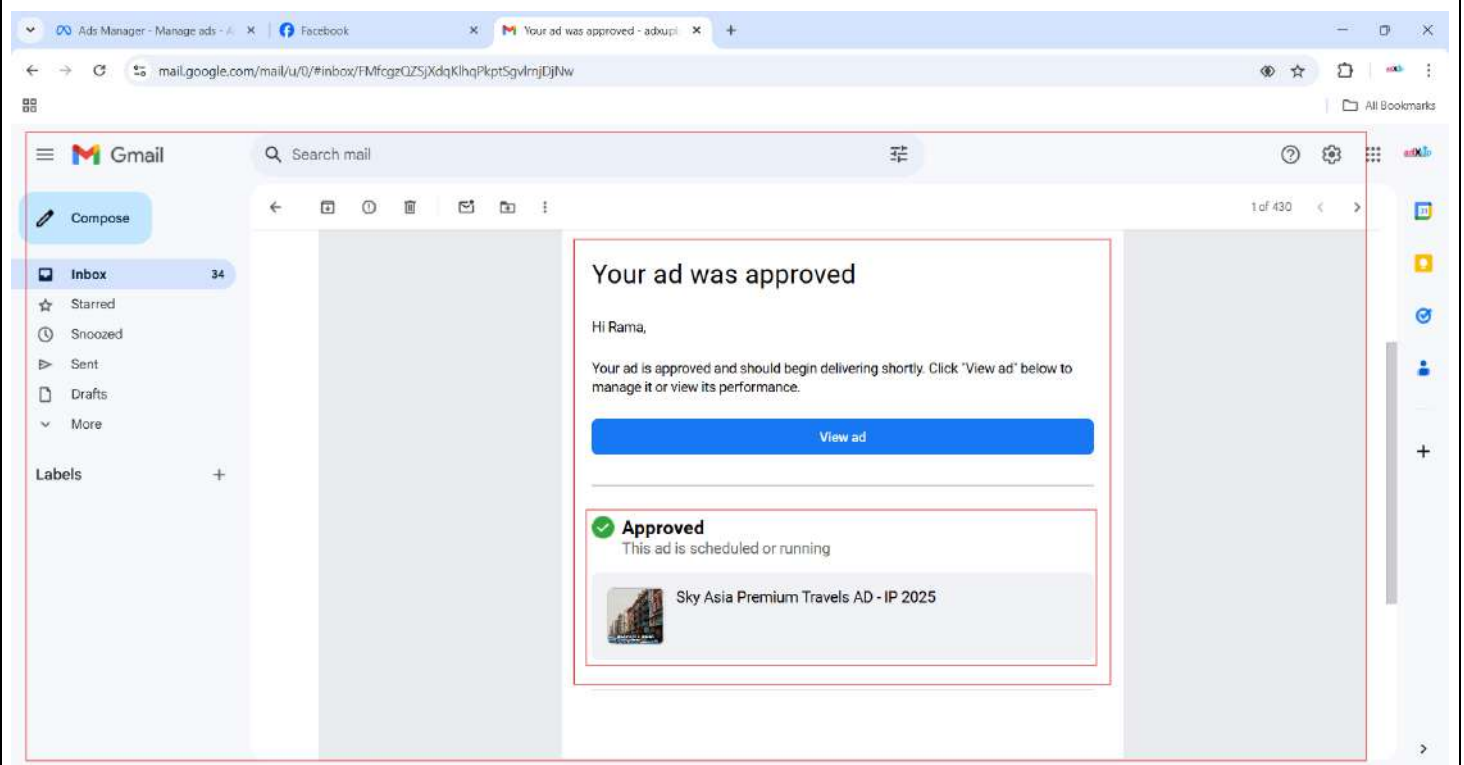 Ads Manager - Manage ads - A
Facebook
Your ad was approved - adxupl
mail.google.com/mail/u/0/#inbox/FMfcgzQZSjXdqKlhqPkptSgvlrnjDjNw
All Bookmarks
Gmail
Search mail
Compose
1 of 430
Inbox 34
Starred
Snoozed
Sent
Drafts
More
Labels
Your ad was approved
Hi Rama,
Your ad is approved and should begin delivering shortly. Click "View ad" below to
manage it or view its performance.
View ad
Approved
This ad is scheduled or running
Sky Asia Premium Travels AD - IP 2025
31